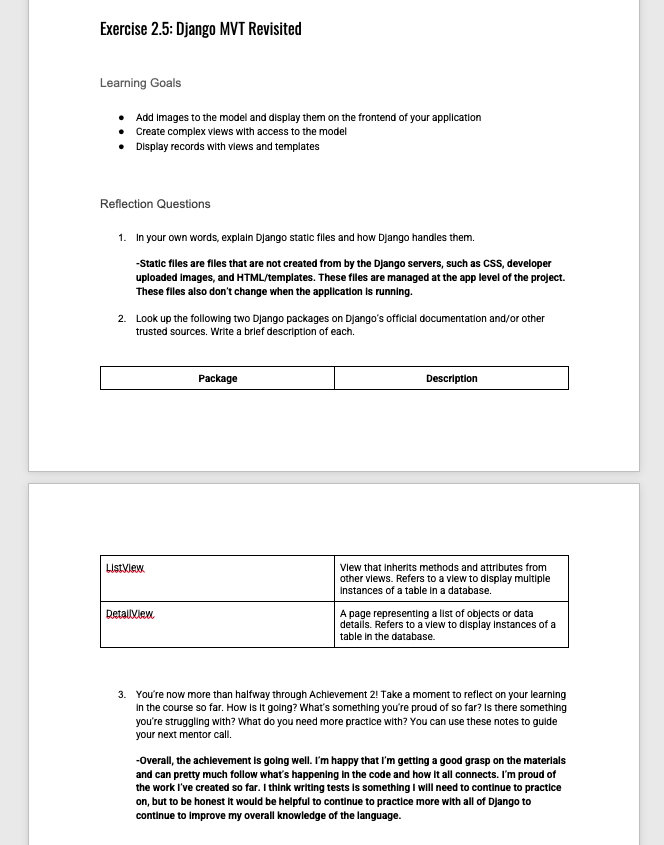 Exercise 2.5: Django MVT Revisited
Learning Goals
● Add images to the model and display them on the frontend of your application
● Create complex views with access to the model
● Display records with views and templates
Reflection Questions
1. In your own words, explain Django static files and how Django handles them.
-Static files are files that are not created from by the Django servers, such as CSS, developer
uploaded images, and HTML/templates. These files are managed at the app level of the project.
These files also don't change when the application is running.
2. Look up the following two Django packages on Django's official documentation and/or other
trusted sources. Write a brief description of each.
Package Description
ListView View that inherits methods and attributes from
other views. Refers to a view to display multiple
instances of a table in a database.
DetailView A page representing a list of objects or data
details. Refers to a view to display instances of a
table in the database.
3. You're now more than halfway through Achievement 2! Take a moment to reflect on your learning
in the course so far. How is it going? What's something you're proud of so far? Is there something
you're struggling with? What do you need more practice with? You can use these notes to guide
your next mentor call.
-Overall, the achievement is going well. I'm happy that I'm getting a good grasp on the materials
and can pretty much follow what's happening in the code and how it all connects. I'm proud of
the work I've created so far. I think writing tests is something I will need to continue to practice
on, but to be honest it would be helpful to continue to practice more with all of Django to
continue to improve my overall knowledge of the language.